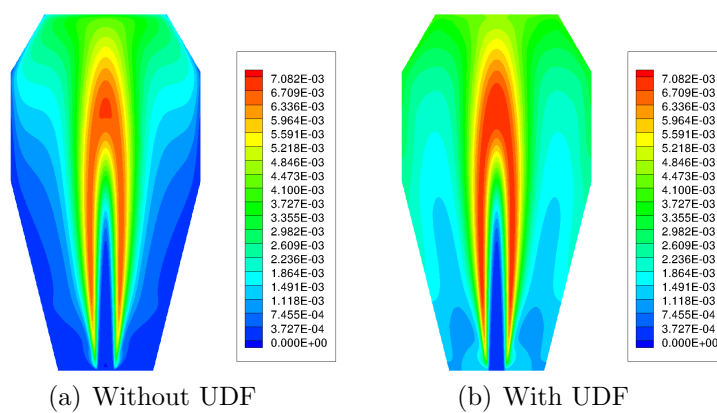 7.082E-03
6.709E-03
6.336E-03
5.964E-03
5.591E-03
5.218E-03
4.846E-03
4.473E-03
4.100E-03
3.727E-03
3.355E-03
2.982E-03
2.609E-03
2.236E-03
1.864E-03
1.491E-03
1.118E-03
7.455E-04
3.727E-04
0.000E+00
(a) Without UDF
7.082E-03
6.709E-03
6.336E-03
5.964E-03
5.591E-03
5.218E-03
4.846E-03
4.473E-03
4.100E-03
3.727E-03
3.355E-03
2.982E-03
2.609E-03
2.236E-03
1.864E-03
1.491E-03
1.118E-03
7.455E-04
3.727E-04
0.000E+00
(b) With UDF